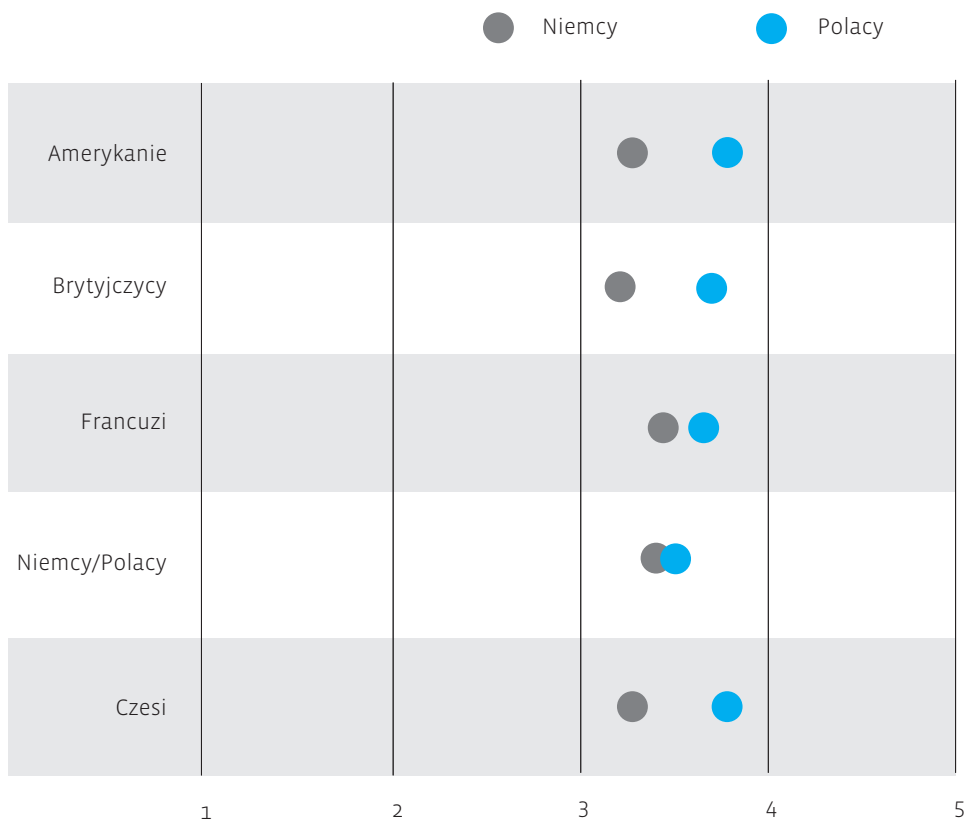 Niemcy Polacy
Amerykanie
Brytyjczycy
Francuzi
Niemcy/Polacy
Czesi
1 2 3 4 5